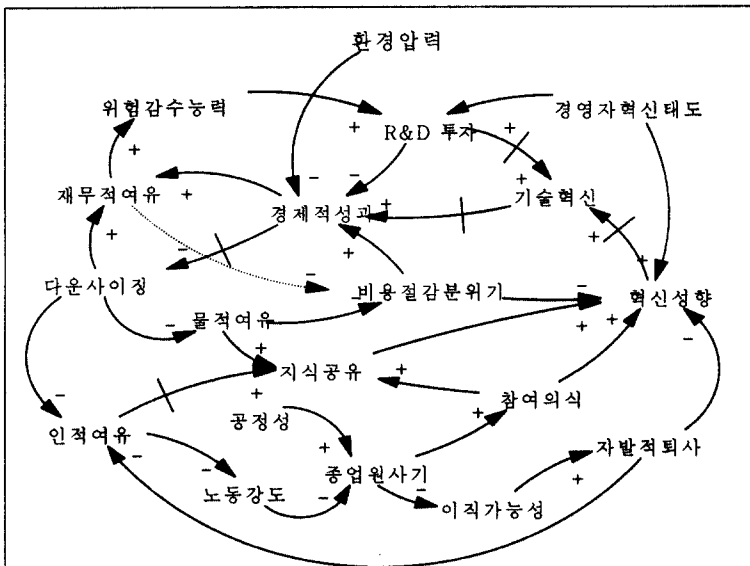 환경압력
위험감수능력
경영자혁신태도
+
R&D 투자
+
+
-
-
+
재무적여유
+
경제적성과
+
기술혁신
+
-
+
+
+
다운사이징
-
-
비용절감분위기
-
혁신성향
-
물적여유
+
+
+
지식공유
+
-
-
+
참여의식
인적여유
공정성
+
+
자발적퇴사
-
-
종업원사기
-
+
노동강도
-
이직가능성